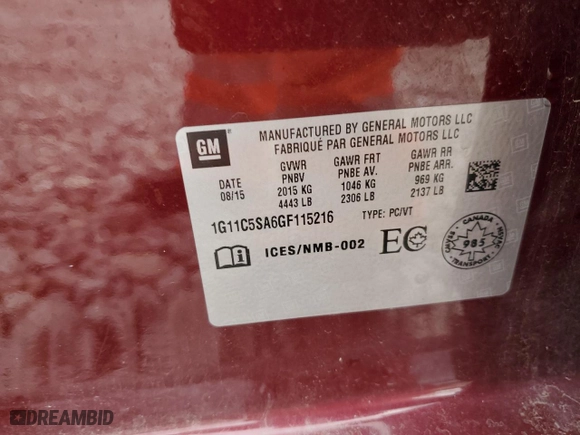 GM
MANUFACTURED BY GENERAL MOTORS LLC
FABRIQUÉ PAR GENERAL MOTORS LLC
DATE
08/15
GVWR
PNBV
2015 KG
4443 LB
GAWR FRT
PNBE AV.
1046 KG
2306 LB
GAWR RR
PNBE ARR.
969 KG
2137 LB
1G11C5SA6GF115216 TYPE: PC/VT
ICES/NMB-002
EC
CANADA
985
TRANSPORT
DREAMBID